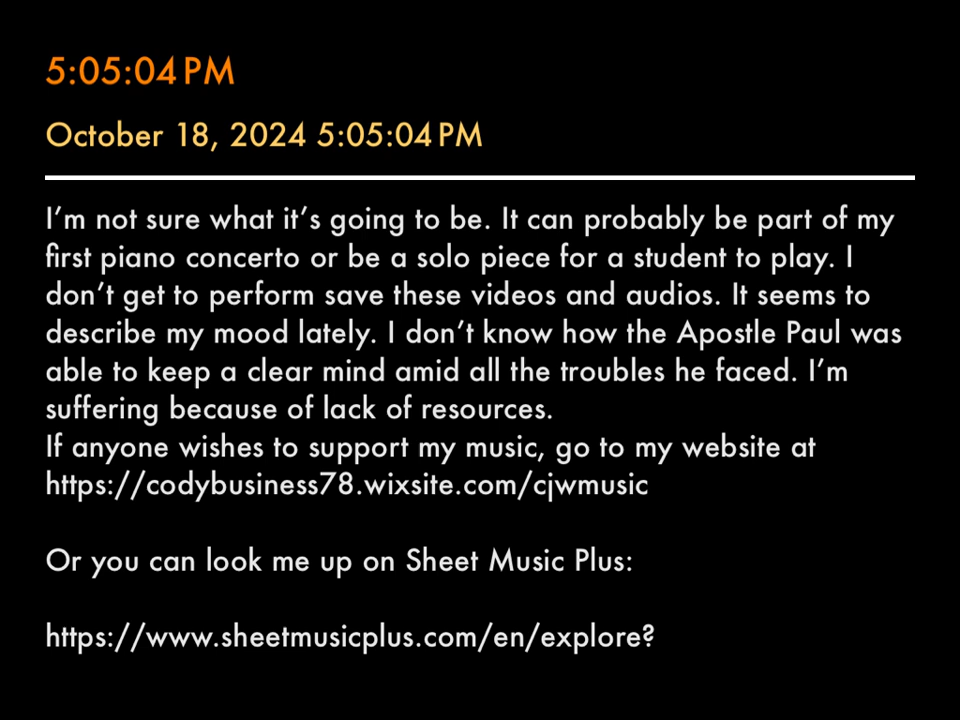 5:05:04 PM
October 18, 2024 5:05:04 PM
I’m not sure what it’s going to be. It can probably be part of my
first piano concerto or be a solo piece for a student to play. I
don’t get to perform save these videos and audios. It seems to
describe my mood lately. I don’t know how the Apostle Paul was
able to keep a clear mind amid all the troubles he faced. I’m
suffering because of lack of resources.
If anyone wishes to support my music, go to my website at
https://codybusiness78.wixsite.com/cjwmusic
Or you can look me up on Sheet Music Plus:
https://www.sheetmusicplus.com/en/explore?